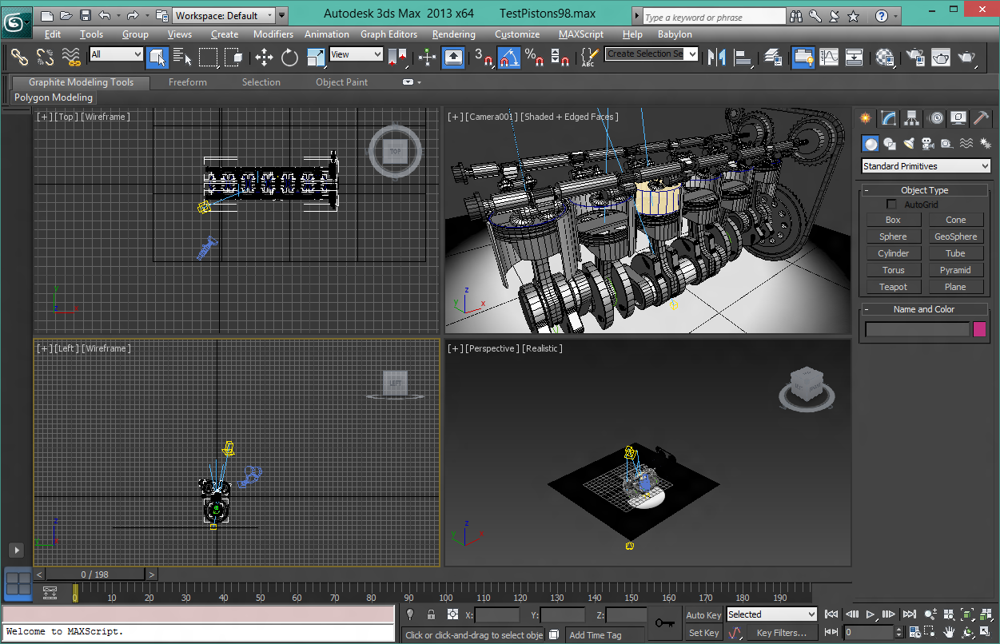 Workspace: Default
Autodesk 3ds Max 2013 x64 TestPistons98.max
Type a keyword or phrase
Edit Tools Group Views Create Modifiers Animation Graph Editors Rendering Customize MAXScript Help Babylon
All
View
3
%
ABC
Create Selection Se
Graphite Modeling Tools Freeform Selection Object Paint
Polygon Modeling
[+][Top][Wireframe]
TOP
[+][Camera001][Shaded + Edged Faces]
[+][Left][Wireframe]
LEFT
[+][Perspective][Realistic]
Standard Primitives
- Object Type
AutoGrid
Box Cone
Sphere GeoSphere
Cylinder Tube
Torus Pyramid
Teapot Plane
- Name and Color
y
z x
z
y x
z
y
z
y x
< 0 / 198 >
0 10 20 30 40 50 60 70 80 90 100 110 120 130 140 150 160 170 180 190
X: Y: Z:
Auto Key Selected
Set Key Key Filters...
0
Welcome to MAXScript.
Click or click-and-drag to select obje
Add Time Tag